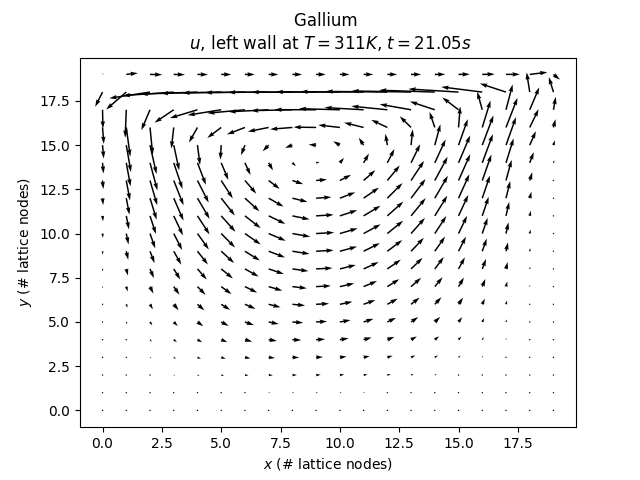 Gallium
u, left wall at T = 311K, t = 21.05s
17.5
15.0
12.5
10.0
7.5
5.0
2.5
0.0
y (# lattice nodes)
0.0 2.5 5.0 7.5 10.0 12.5 15.0 17.5
x (# lattice nodes)